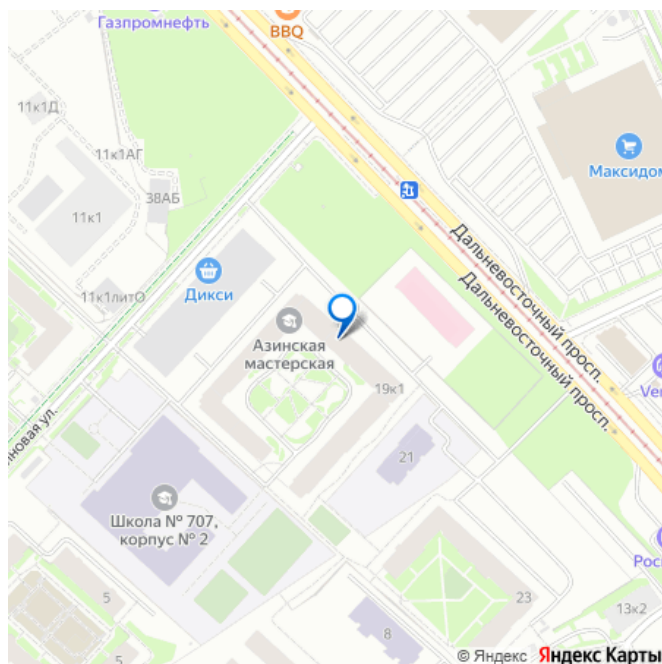 Газпромнефть
BBQ
11к1Д
11к1АГ
38АБ
11к1
11к1литО
Максидом
Дальневосточный просп.
Дальневосточный просп.
Дикси
Азинская
мастерская
19к1
21
Школа № 707,
корпус № 2
5
5
8
23
13к2
© Яндекс Яндекс Карты